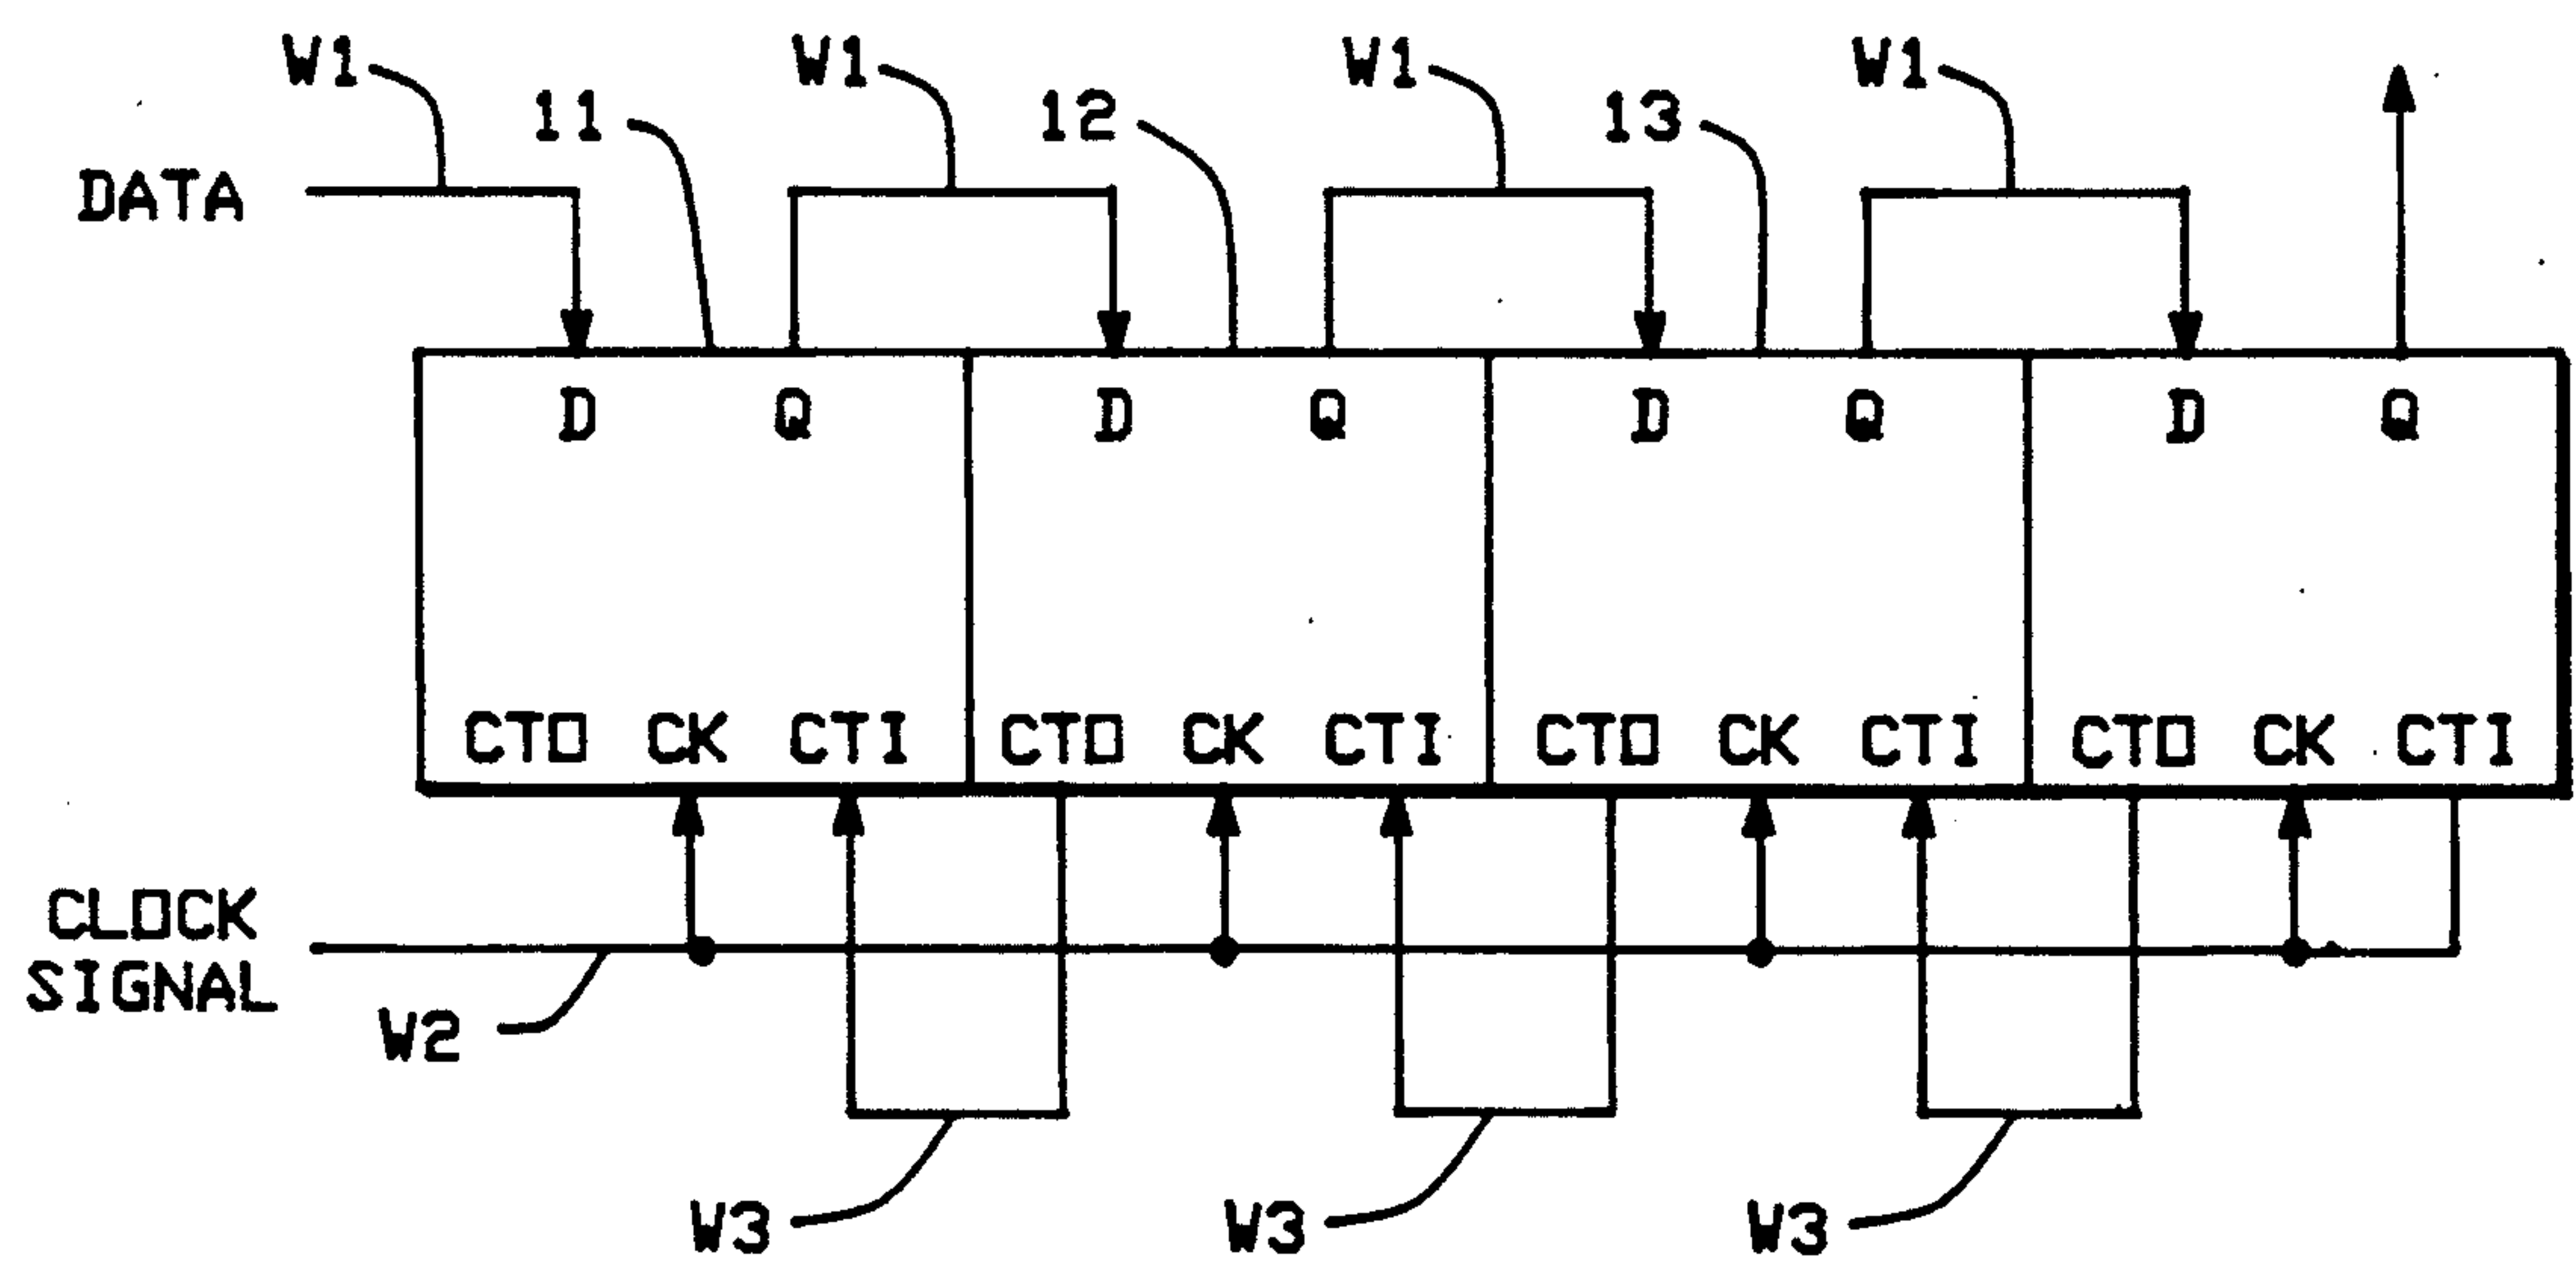 W1 W1 W1 W1
11 12 13
DATA
D Q D Q D Q D Q
CTO CK CTI CTO CK CTI CTO CK CTI CTO CK CTI
CLOCK
SIGNAL
W2
W3 W3 W3